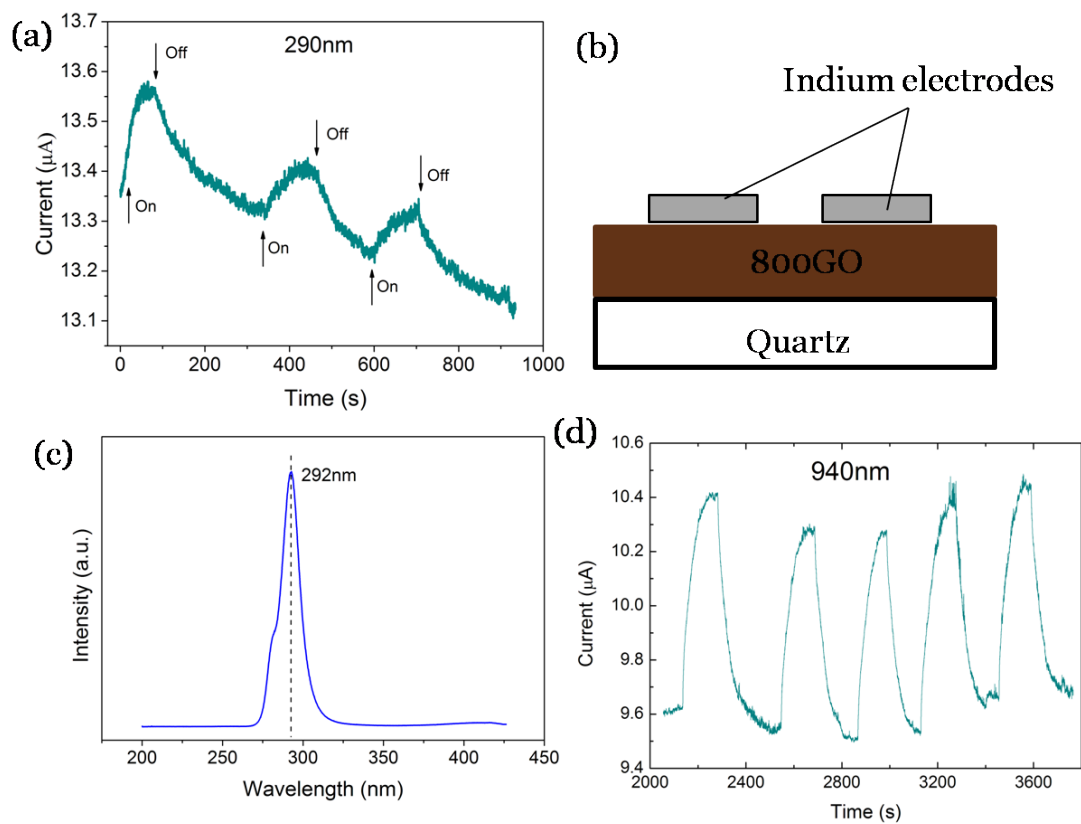 (a)
290nm
13.7
13.6
13.5
13.4
13.3
13.2
13.1
Current (μA)
On
Off
On
Off
On
Off
0
200
400
600
800
1000
Time (s)
(b)
Indium electrodes
800GO
Quartz
(c)
292nm
Intensity (a.u.)
200
250
300
350
400
450
Wavelength (nm)
(d)
940nm
10.6
10.4
10.2
10.0
9.8
9.6
9.4
Current (μA)
2000
2400
2800
3200
3600
Time (s)